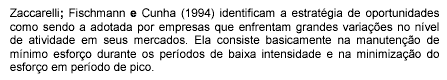 Zaccarelli; Fischmann e Cunha (1994) identificam a estratégia de oportunidades
como sendo a adotada por empresas que enfrentam grandes variações no nível
de atividade em seus mercados. Ela consiste basicamente na manutenção de
mínimo esforço durante os períodos de baixa intensidade e na minimização do
esforço em período de pico.